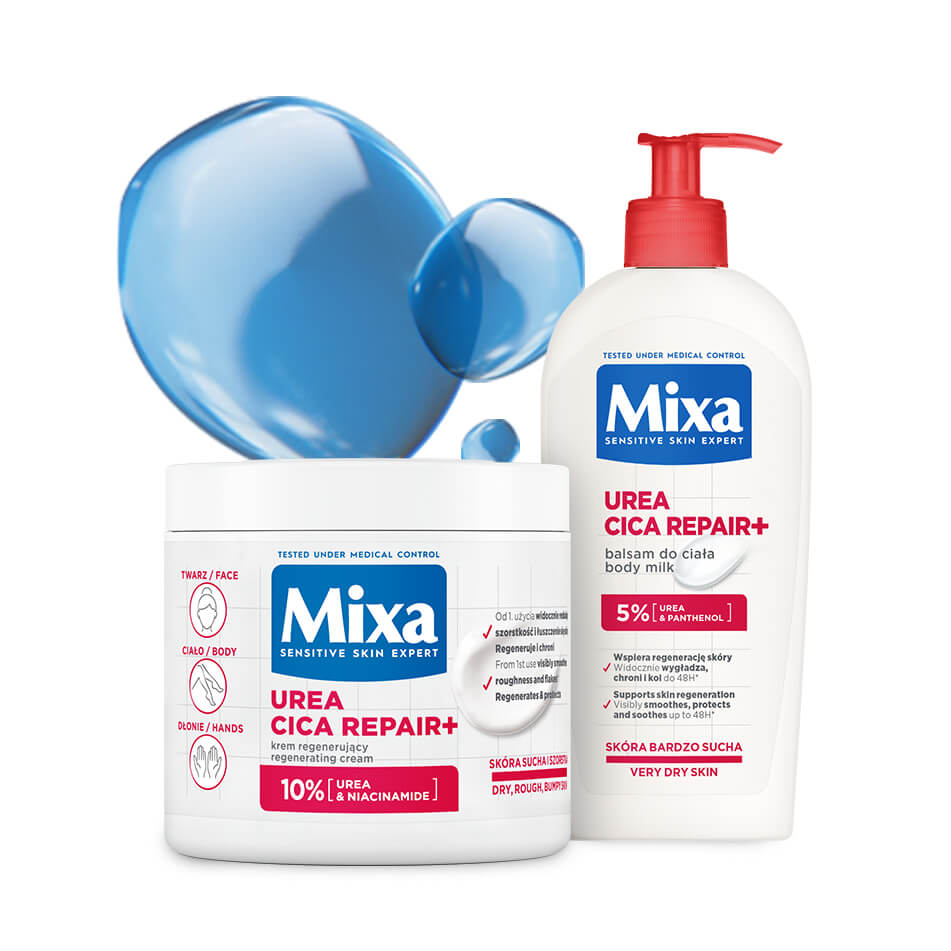 TESTED UNDER MEDICAL CONTROL
Mixa
SENSITIVE SKIN EXPERT
UREA
CICA REPAIR+
balsam do ciała
body milk
5% [UREA
& PANTHENOL]
Wspiera regenerację skóry
✓ Widocznie wygładza,
chroni i koi do 48H*
Supports skin regeneration
✓ Visibly smoothes, protects
and soothes up to 48H*
SKÓRA BARDZO SUCHA
VERY DRY SKIN
TESTED UNDER MEDICAL CONTROL
Mixa
SENSITIVE SKIN EXPERT
TWARZ / FACE
CIAŁO / BODY
DŁONIE / HANDS
UREA
CICA REPAIR+
krem regenerujący
regenerating cream
10% [UREA
& NIACINAMIDE]
Od 1. użycia widocznie
✓ szorstkość i łuszczenie
Regeneruje i chroni
From 1st use visibly
✓ roughness and flakes
Regenerates & protects
SKÓRA SUCHA I
DRY, ROUGH, BUMPY